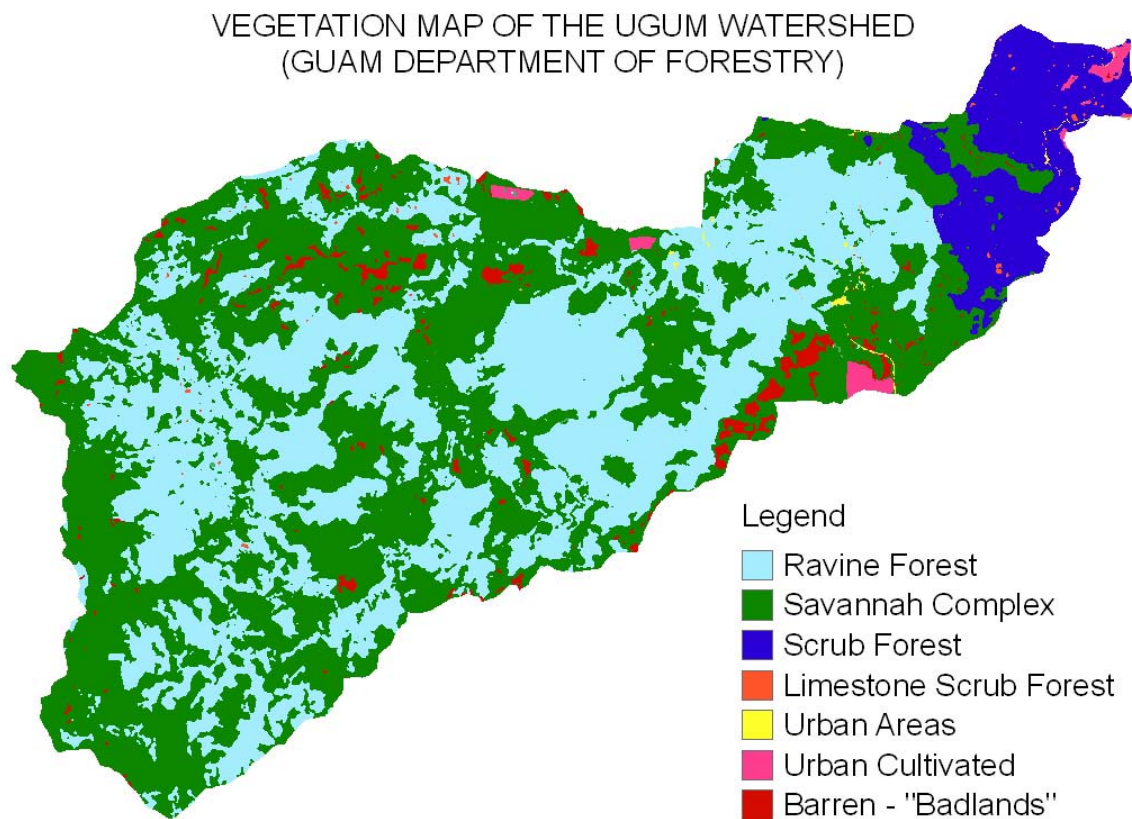 VEGETATION MAP OF THE UGUM WATERSHED
(GUAM DEPARTMENT OF FORESTRY)
Legend
Ravine Forest
Savannah Complex
Scrub Forest
Limestone Scrub Forest
Urban Areas
Urban Cultivated
Barren - "Badlands"